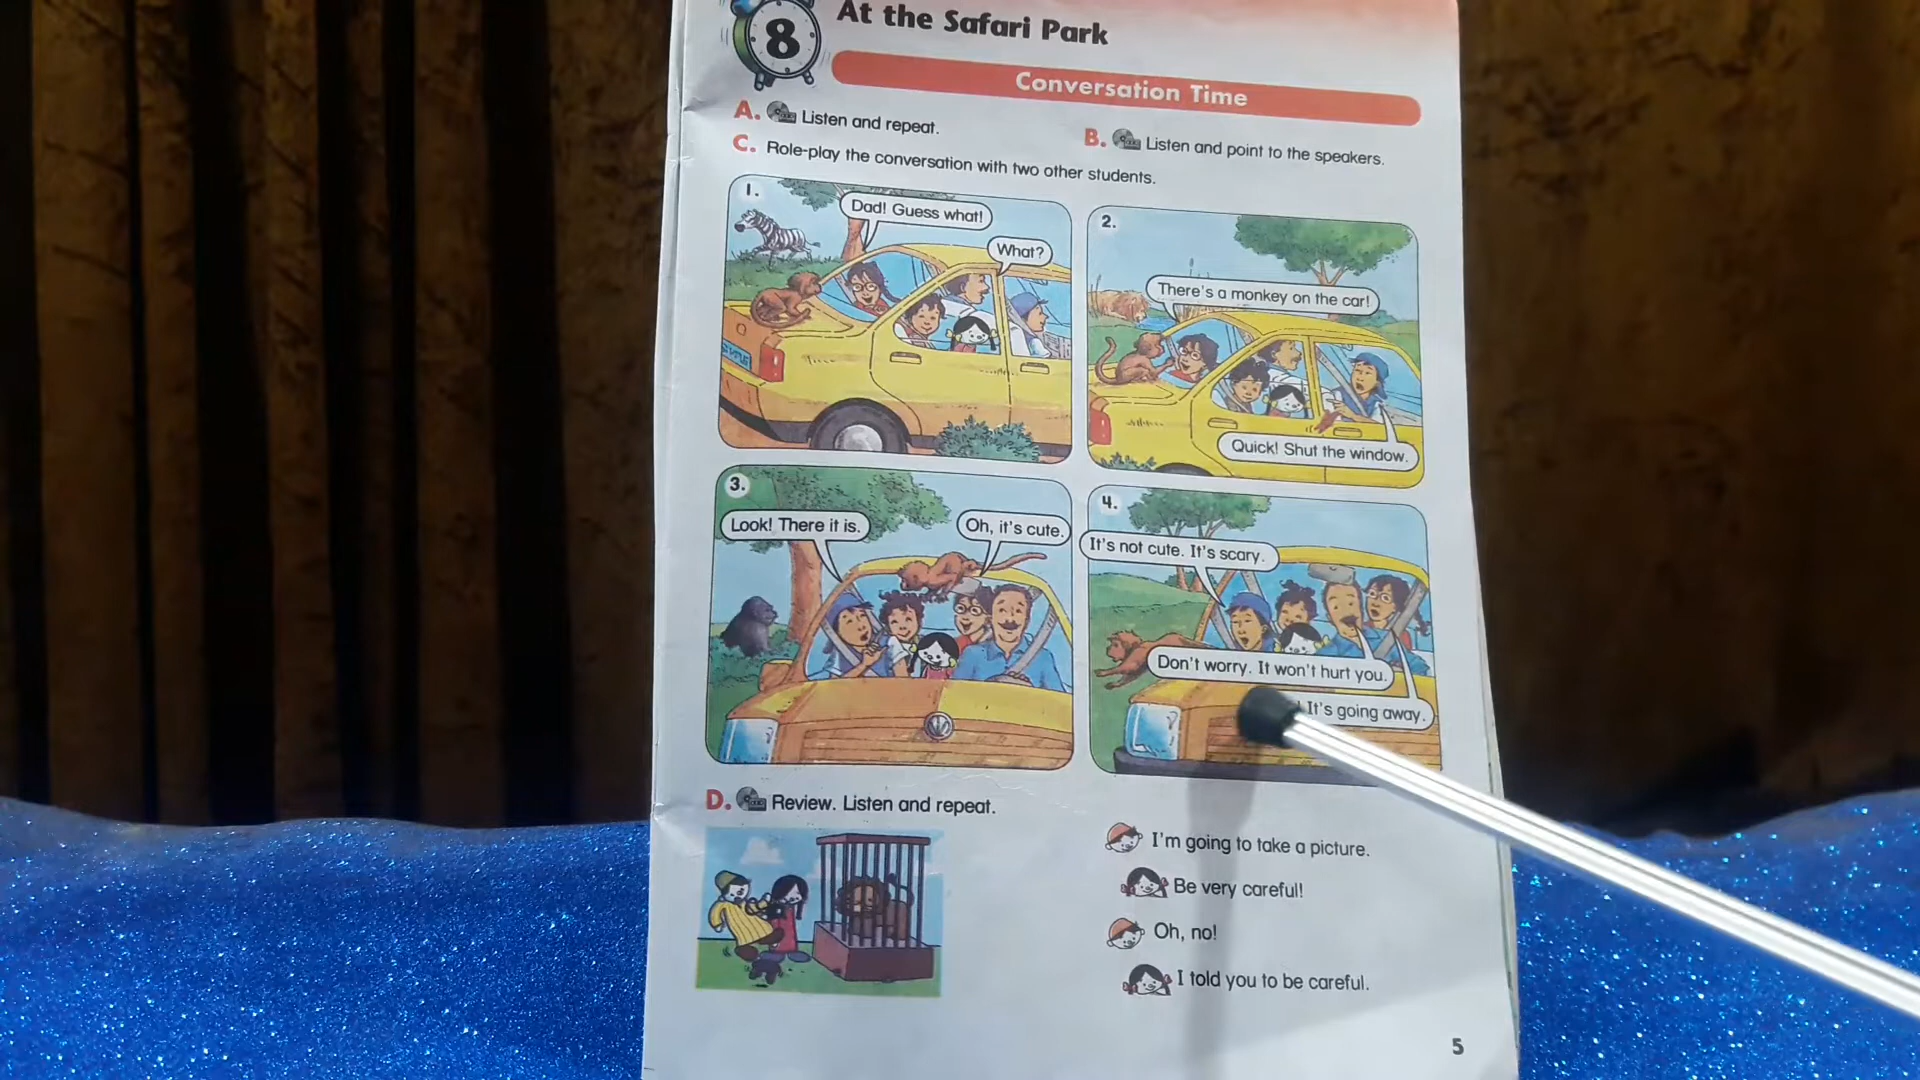 8
At the Safari Park
Conversation Time
A. Listen and repeat.
B. Listen and point to the speakers.
C. Role-play the conversation with two other students.
1.
Dad! Guess what!
What?
2.
There's a monkey on the car!
Quick! Shut the window.
3.
Look! There it is.
Oh, it's cute.
4.
It's not cute. It's scary.
Don't worry. It won't hurt you.
It's going away.
D. Review. Listen and repeat.
I'm going to take a picture.
Be very careful!
Oh, no!
I told you to be careful.
5